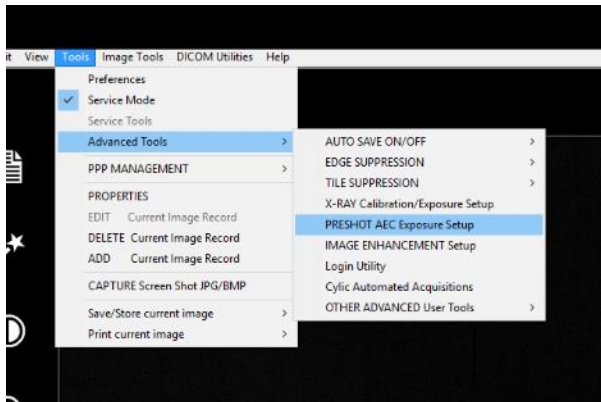 it View Tools Image Tools DICOM Utilities Help
Preferences
Service Mode
Service Tools
Advanced Tools
PPP MANAGEMENT
PROPERTIES
EDIT Current Image Record
DELETE Current Image Record
ADD Current Image Record
CAPTURE Screen Shot JPG/BMP
Save/Store current image
Print current image
AUTO SAVE ON/OFF
EDGE SUPPRESSION
TILE SUPPRESSION
X-RAY Calibration/Exposure Setup
PRESHOT AEC Exposure Setup
IMAGE ENHANCEMENT Setup
Login Utility
Cylic Automated Acquisitions
OTHER ADVANCED User Tools